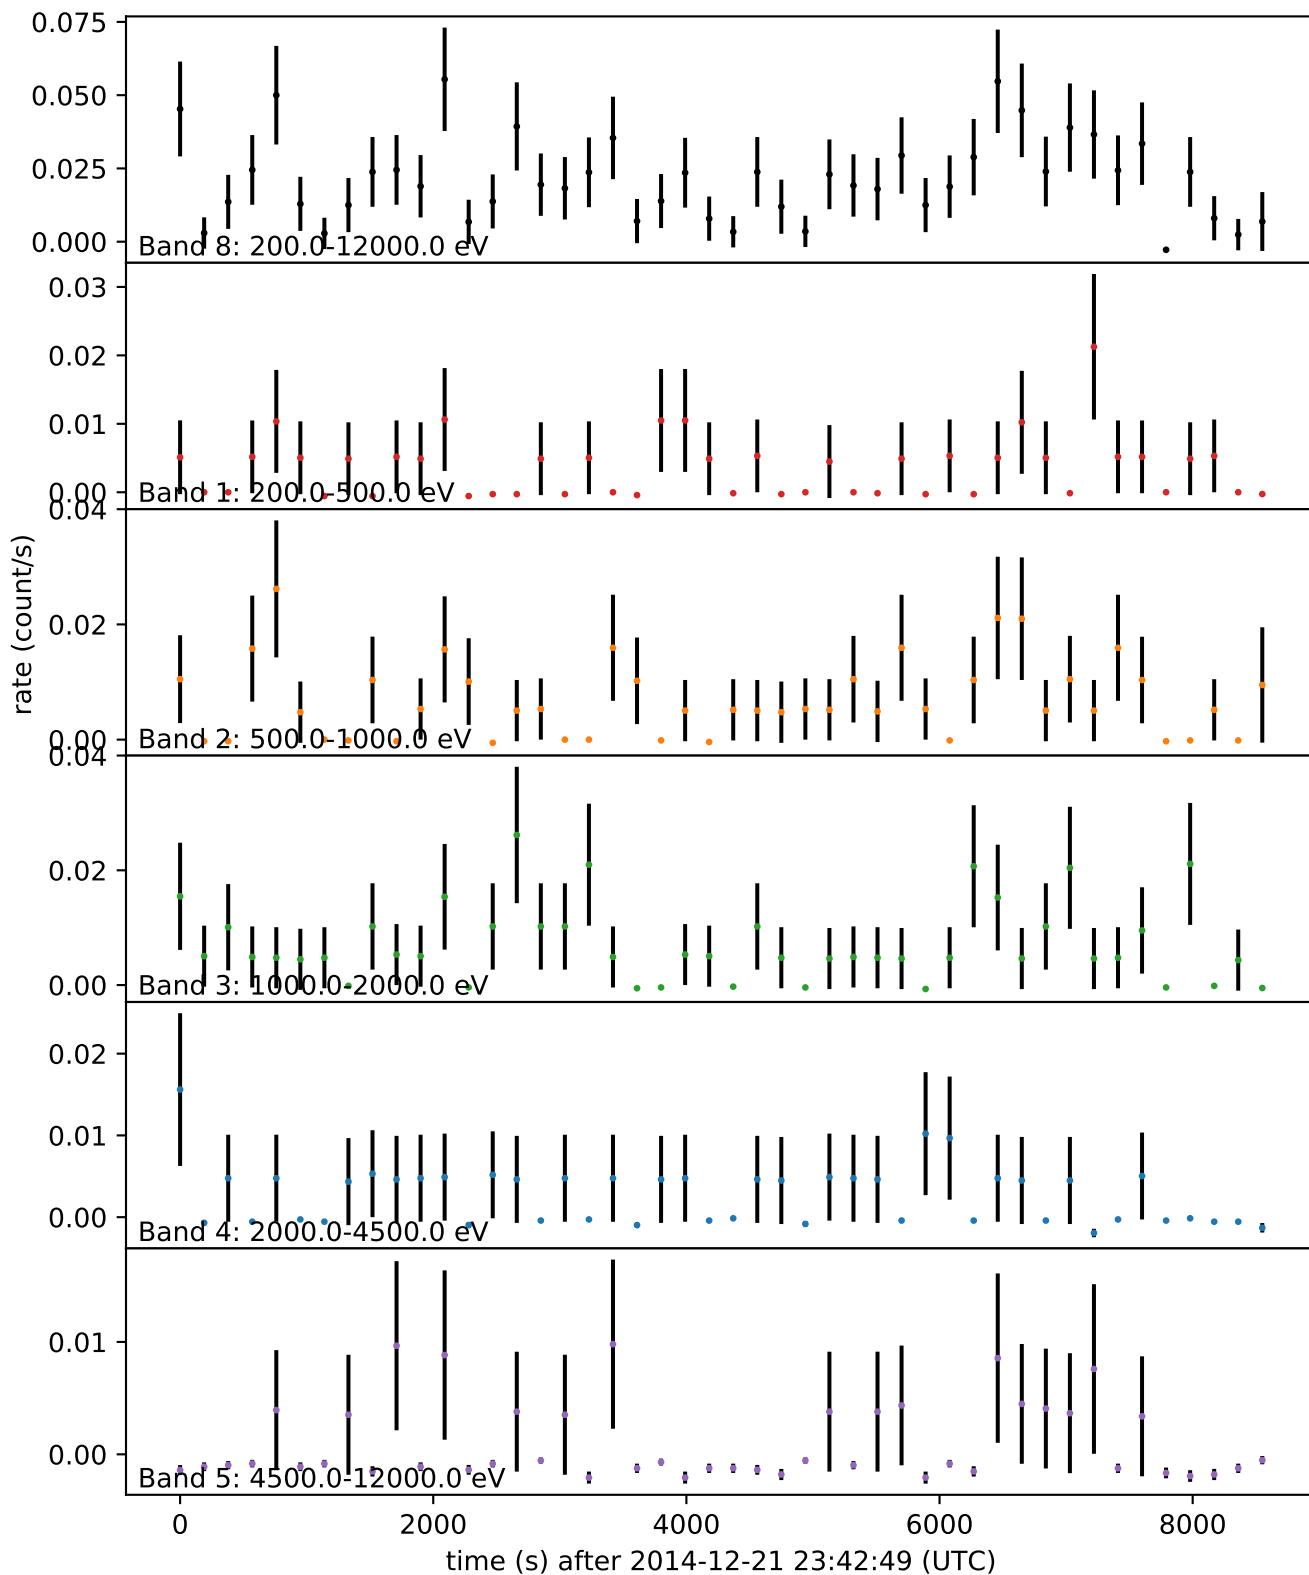 0.075
0.050
0.025
0.000
Band 8: 200.0-12000.0 eV
0.03
0.02
0.01
0.00
Band 1: 200.0-500.0 eV
0.04
0.02
0.00
Band 2: 500.0-1000.0 eV
rate (count/s)
0.04
0.02
0.00
Band 3: 1000.0-2000.0 eV
0.02
0.01
0.00
Band 4: 2000.0-4500.0 eV
0.01
0.00
Band 5: 4500.0-12000.0 eV
0 2000 4000 6000 8000
time (s) after 2014-12-21 23:42:49 (UTC)